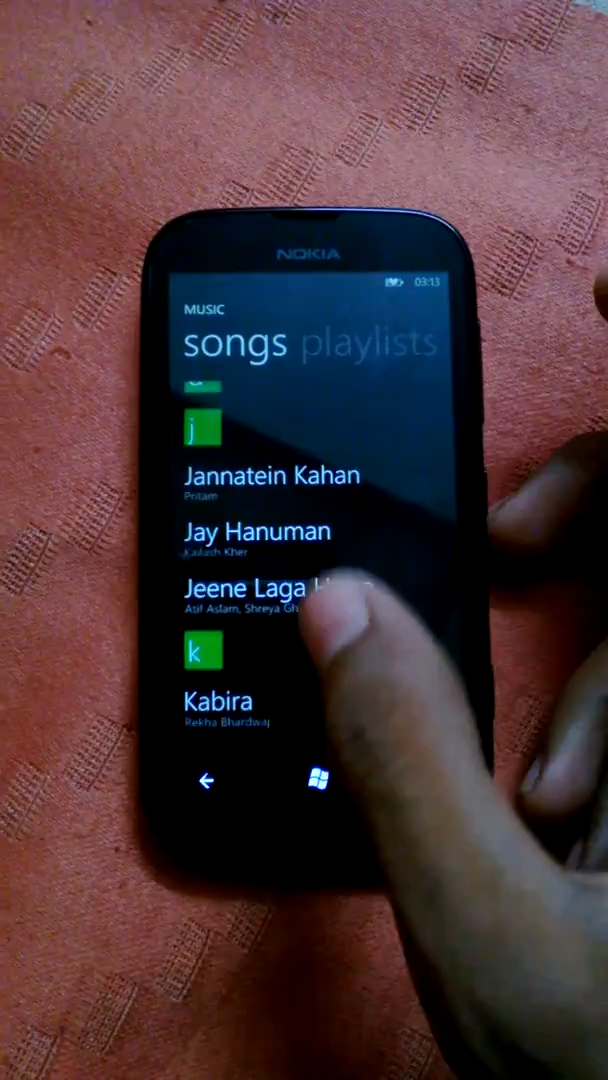 NOKIA
03:13
MUSIC
songs playlists
j
Jannatein Kahan
Pritam
Jay Hanuman
Kailash Kher
Jeene Laga
Atif Aslam, Shreya
k
Kabira
Rekha Bhardwaj